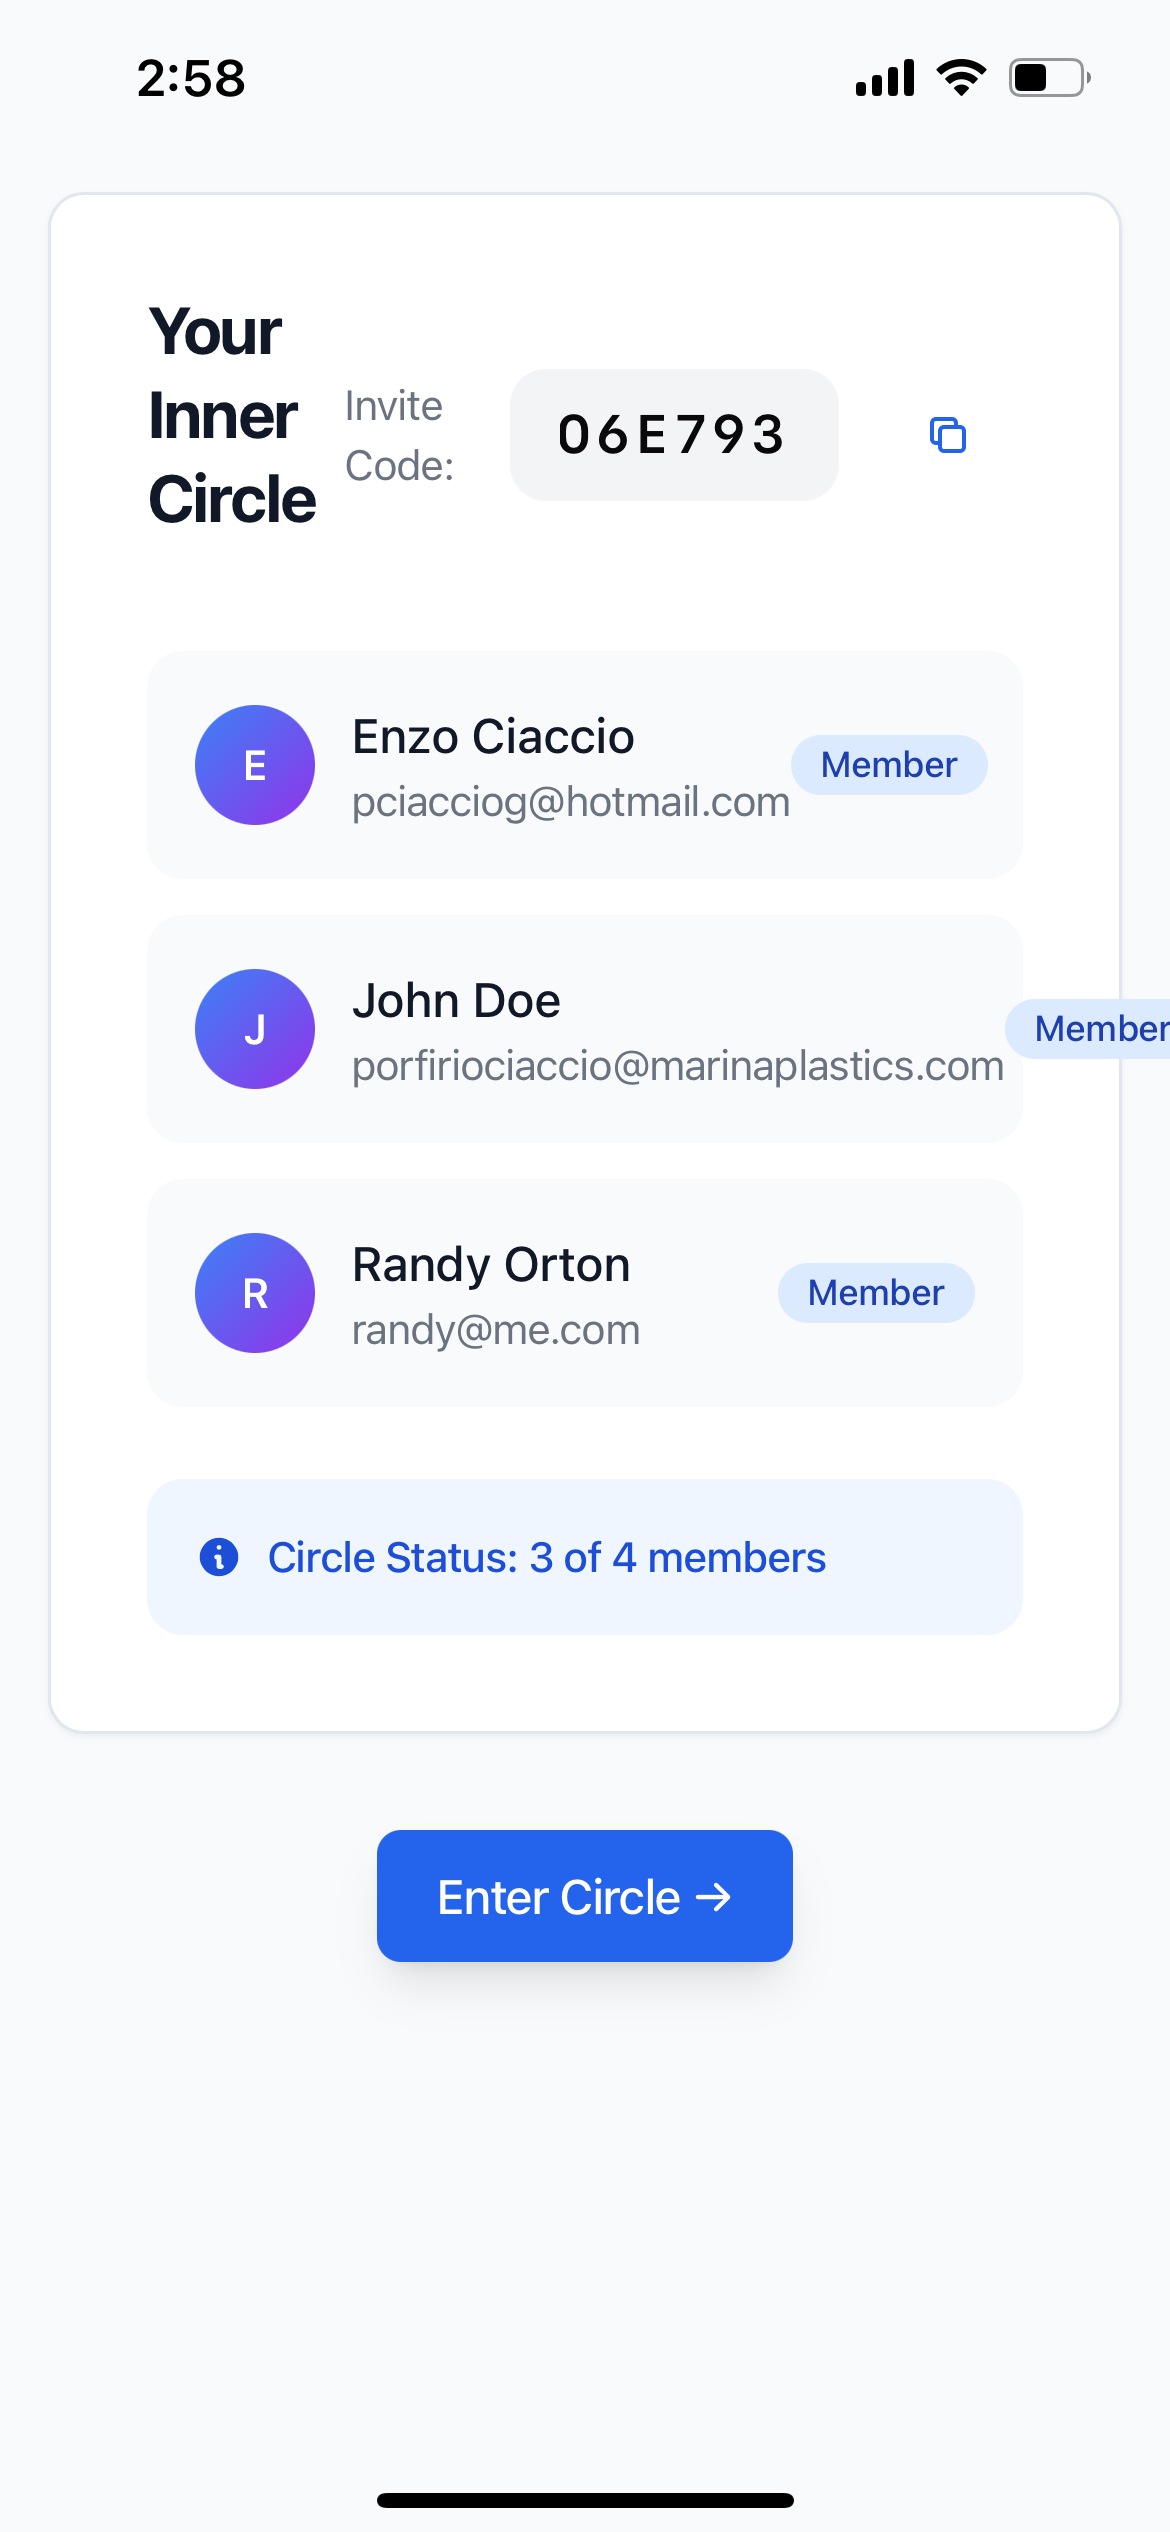 2:58
Your
Inner
Circle
Invite
Code:
06E793
E
Enzo Ciaccio
pciacciog@hotmail.com
Member
J
John Doe
porfiriociaccio@marinaplastics.com
Member
R
Randy Orton
randy@me.com
Member
Circle Status: 3 of 4 members
Enter Circle →